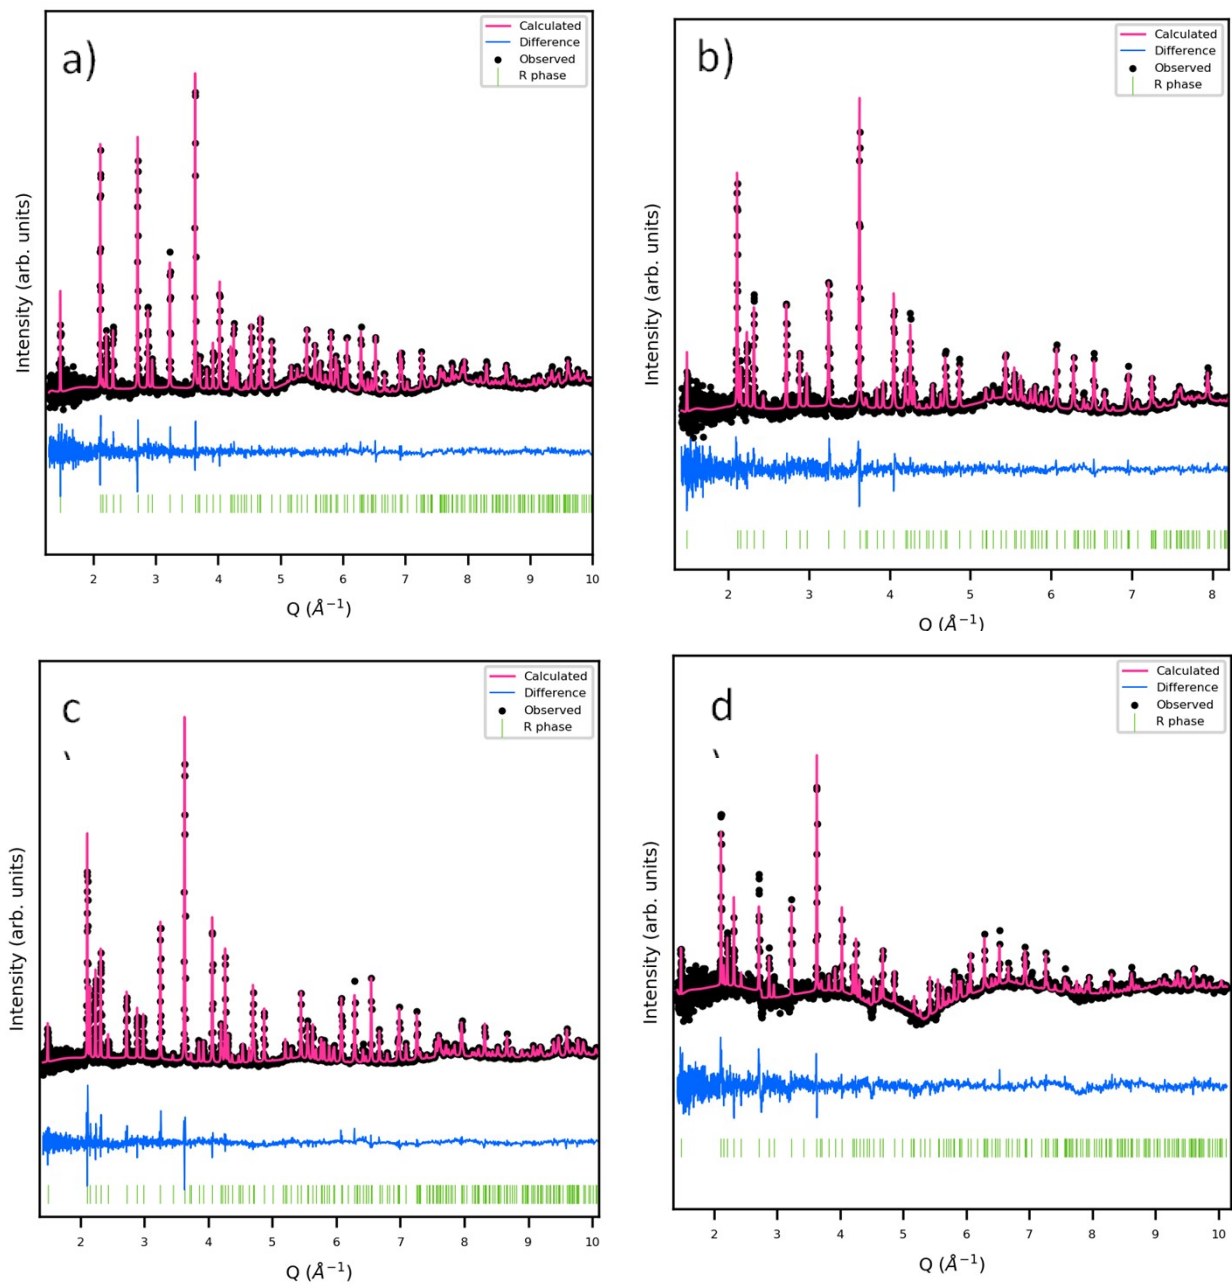 a)
Calculated
Difference
Observed
R phase
Intensity (arb. units)
2 3 4 5 6 7 8 9 10
Q (Å⁻¹)
b)
Calculated
Difference
Observed
R phase
Intensity (arb. units)
2 3 4 5 6 7 8
Q (Å⁻¹)
c)
Calculated
Difference
Observed
R phase
Intensity (arb. units)
2 3 4 5 6 7 8 9 10
Q (Å⁻¹)
d)
Calculated
Difference
Observed
R phase
Intensity (arb. units)
2 3 4 5 6 7 8 9 10
Q (Å⁻¹)